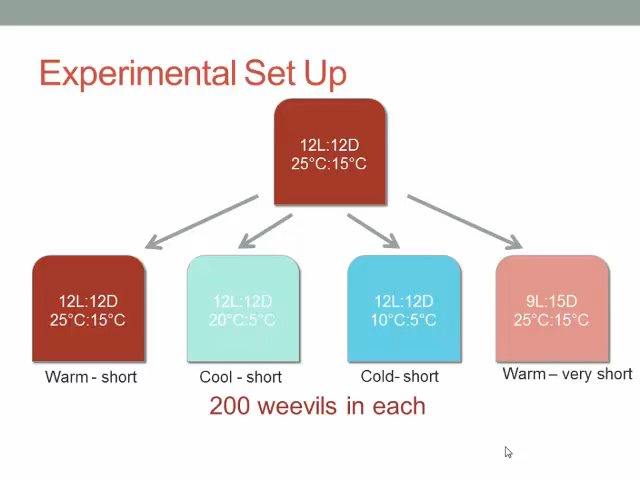 Experimental Set Up
12L:12D
25°C:15°C
12L:12D
25°C:15°C
12L:12D
20°C:5°C
12L:12D
10°C:5°C
9L:15D
25°C:15°C
Warm - short
Cool - short
Cold- short
Warm – very short
200 weevils in each